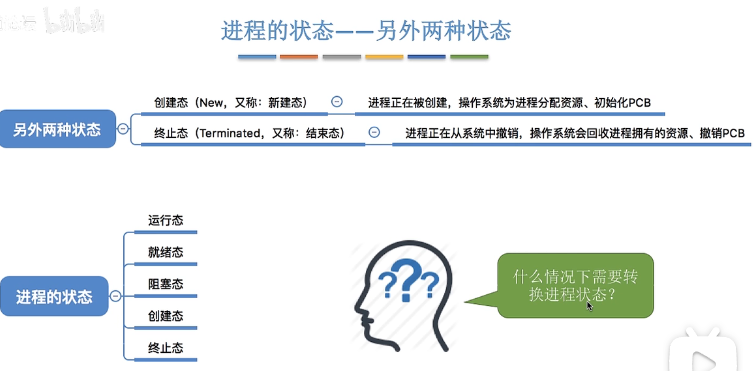 bilibili
进程的状态——另外两种状态
另外两种状态
创建态（New，又称：新建态）
进程正在被创建，操作系统为进程分配资源、初始化PCB
终止态（Terminated，又称：结束态）
进程正在从系统中撤销，操作系统会回收进程拥有的资源、撤销PCB
进程的状态
运行态
就绪态
阻塞态
创建态
终止态
???
什么情况下需要转
换进程状态？